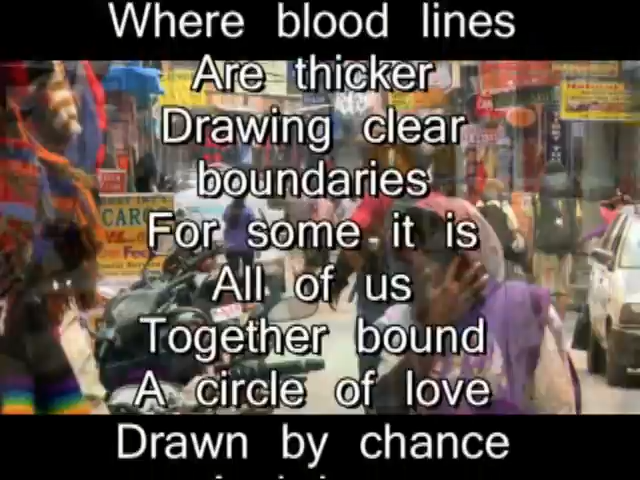 Where blood lines
Are thicker
Drawing clear
boundaries
For some it is
All of us
Together bound
A circle of love
Drawn by chance
CAR